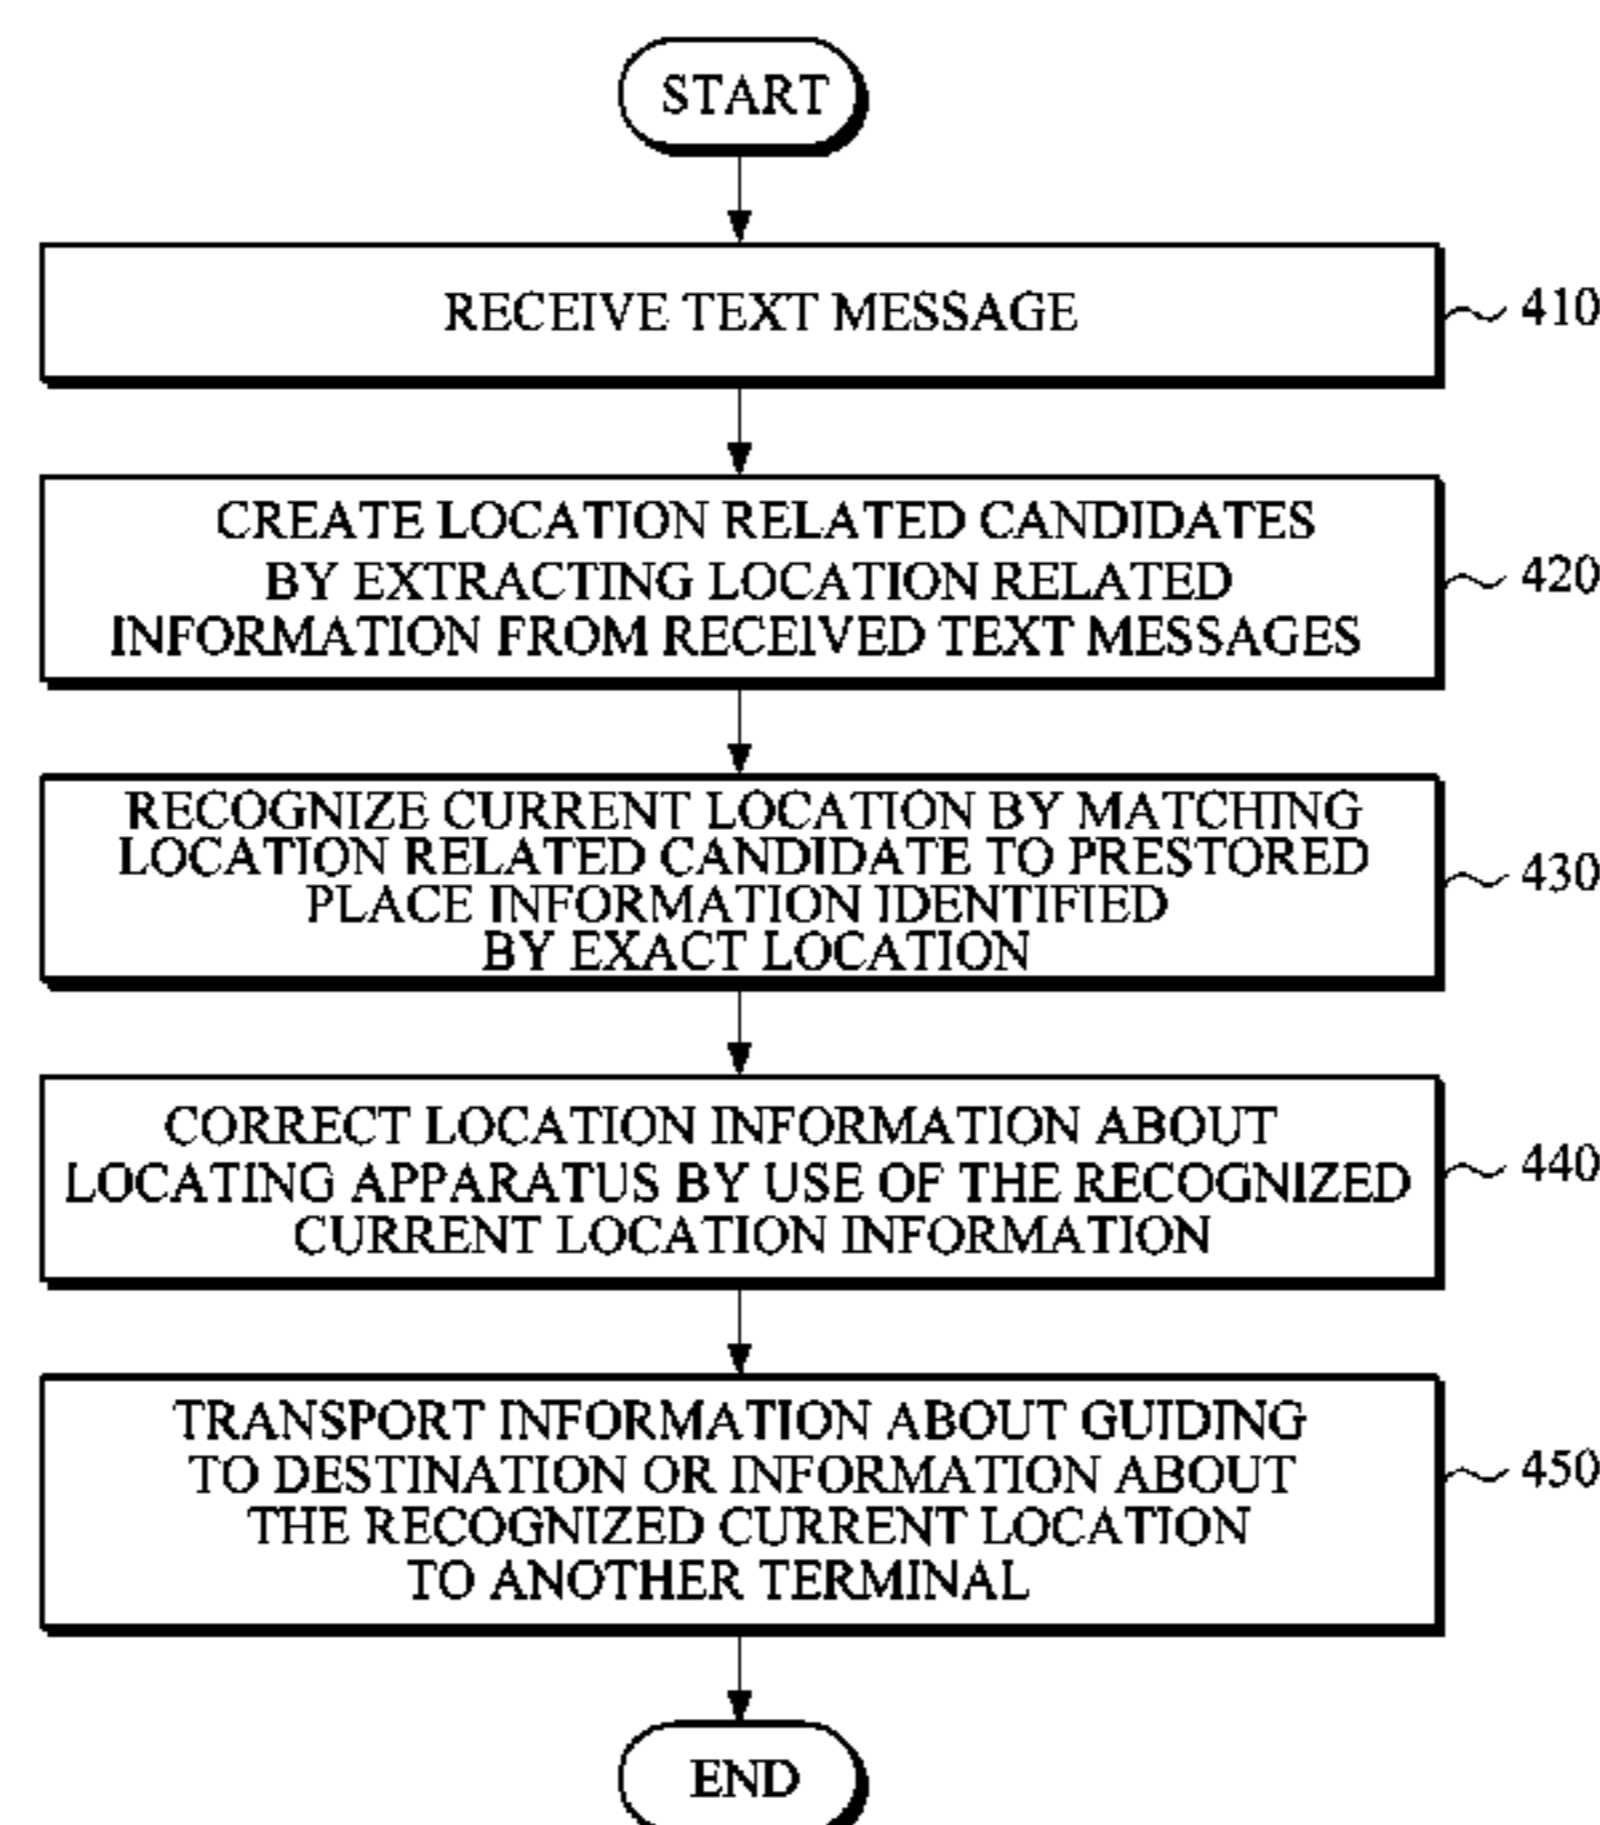 START
RECEIVE TEXT MESSAGE
410
CREATE LOCATION RELATED CANDIDATES
BY EXTRACTING LOCATION RELATED
INFORMATION FROM RECEIVED TEXT MESSAGES
420
RECOGNIZE CURRENT LOCATION BY MATCHING
LOCATION RELATED CANDIDATE TO PRESTORED
PLACE INFORMATION IDENTIFIED
BY EXACT LOCATION
430
CORRECT LOCATION INFORMATION ABOUT
LOCATING APPARATUS BY USE OF THE RECOGNIZED
CURRENT LOCATION INFORMATION
440
TRANSPORT INFORMATION ABOUT GUIDING
TO DESTINATION OR INFORMATION ABOUT
THE RECOGNIZED CURRENT LOCATION
TO ANOTHER TERMINAL
450
END